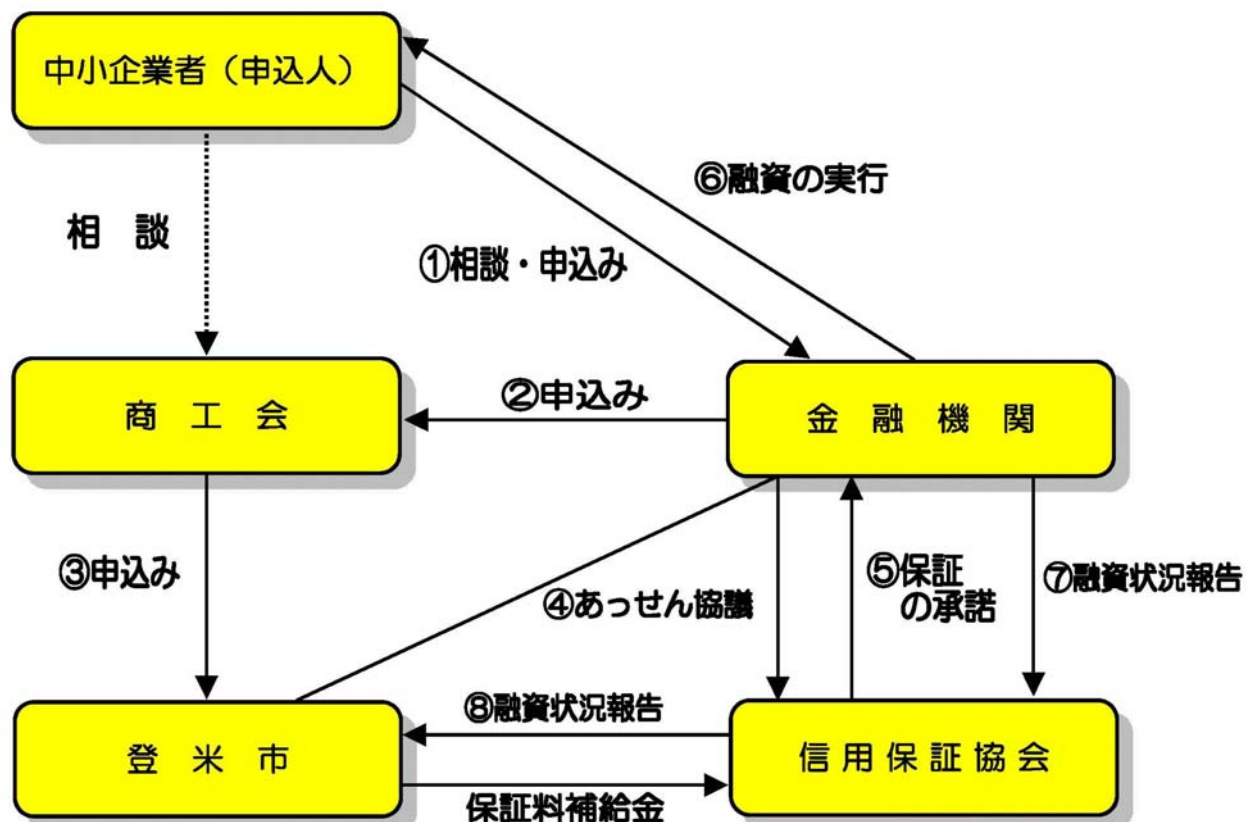 中小企業者（申込人）
⑥融資の実行
相　談
①相談・申込み
商　工　会
②申込み
金　融　機　関
③申込み
④あっせん協議
⑤保証
の承諾
⑦融資状況報告
登　米　市
⑧融資状況報告
信用保証協会
保証料補給金